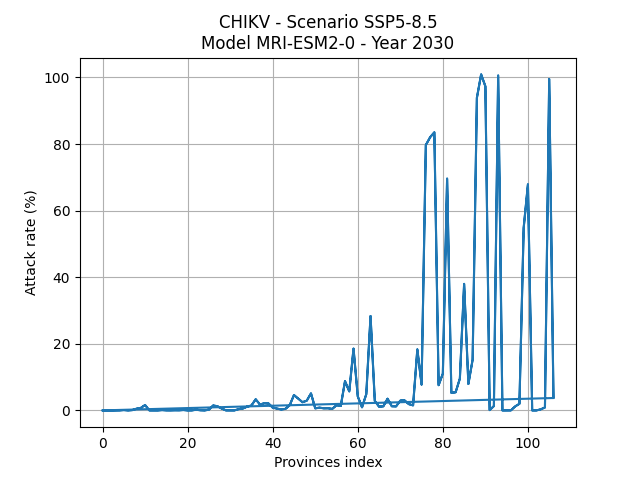 CHIKV - Scenario SSP5-8.5
Model MRI-ESM2-0 - Year 2030
100
80
60
40
20
0
Attack rate (%)
0 20 40 60 80 100
Provinces index